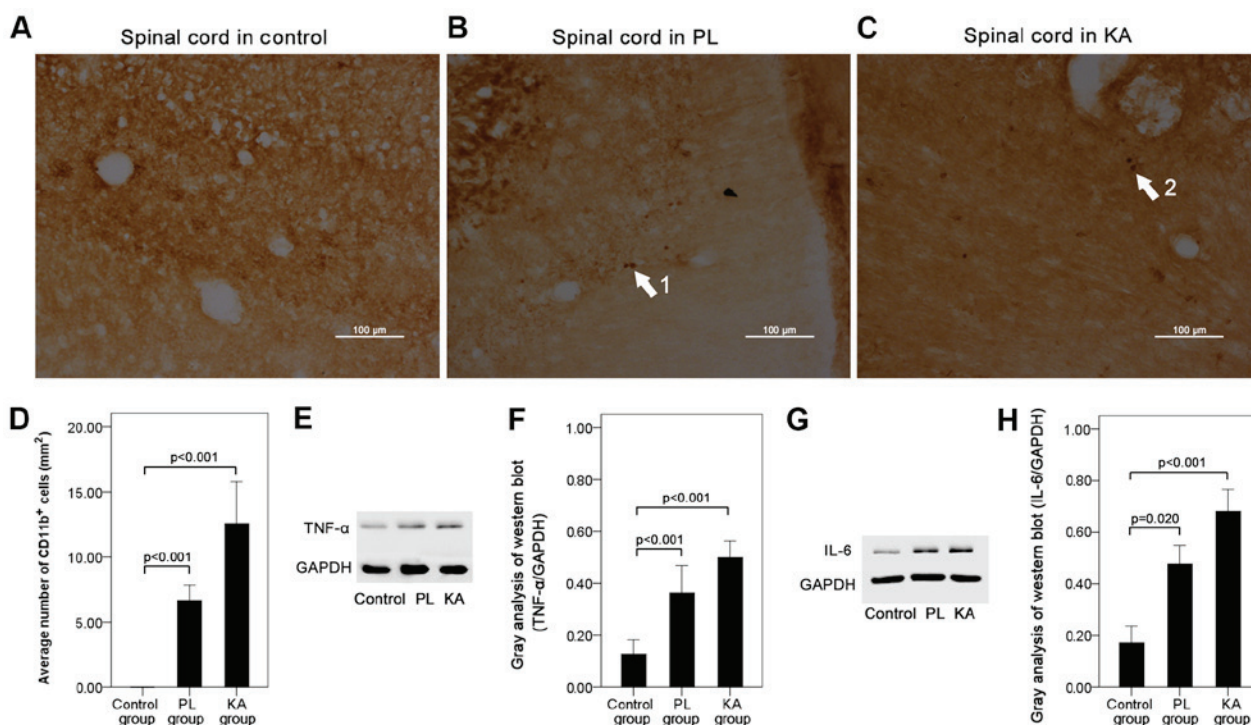 A
Spinal cord in control
100 µm
B
Spinal cord in PL
1
100 µm
C
Spinal cord in KA
2
100 µm
D
Average number of CD11b⁺ cells (mm²)
20.00
15.00
10.00
5.00
0.00
p<0.001
p<0.001
Control group
PL group
KA group
E
TNF-α
GAPDH
Control PL KA
F
Gray analysis of western blot
(TNF-α/GAPDH)
1.00
0.80
0.60
0.40
0.20
0.00
p<0.001
p<0.001
Control group
PL group
KA group
G
IL-6
GAPDH
Control PL KA
H
Gray analysis of western blot (IL-6/GAPDH)
1.00
0.80
0.60
0.40
0.20
0.00
p<0.001
p=0.020
Control group
PL group
KA group